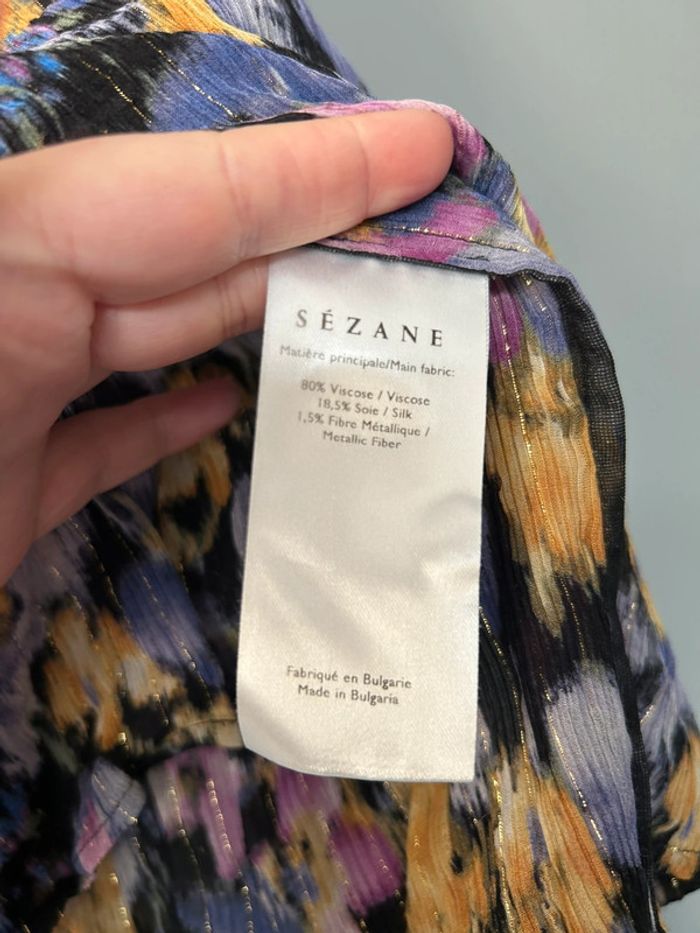 SÉZANE
Matière principale/Main fabric:
80% Viscose / Viscose
18,5% Soie / Silk
1,5% Fibre Métallique /
Metallic Fiber
Fabriqué en Bulgarie
Made in Bulgaria